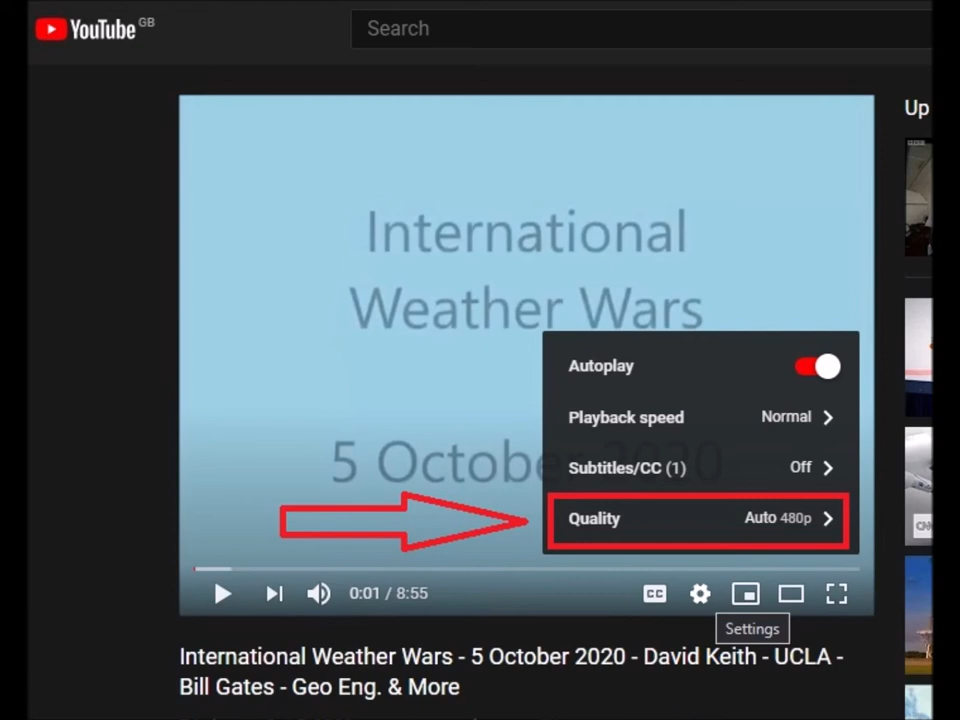 YouTube GB
Search
Up
International
Weather Wars
5 October 2020
Autoplay
Playback speed Normal
Subtitles/CC (1) Off
Quality Auto 480p
0:01 / 8:55
CC
Settings
International Weather Wars - 5 October 2020 - David Keith - UCLA -
Bill Gates - Geo Eng. & More